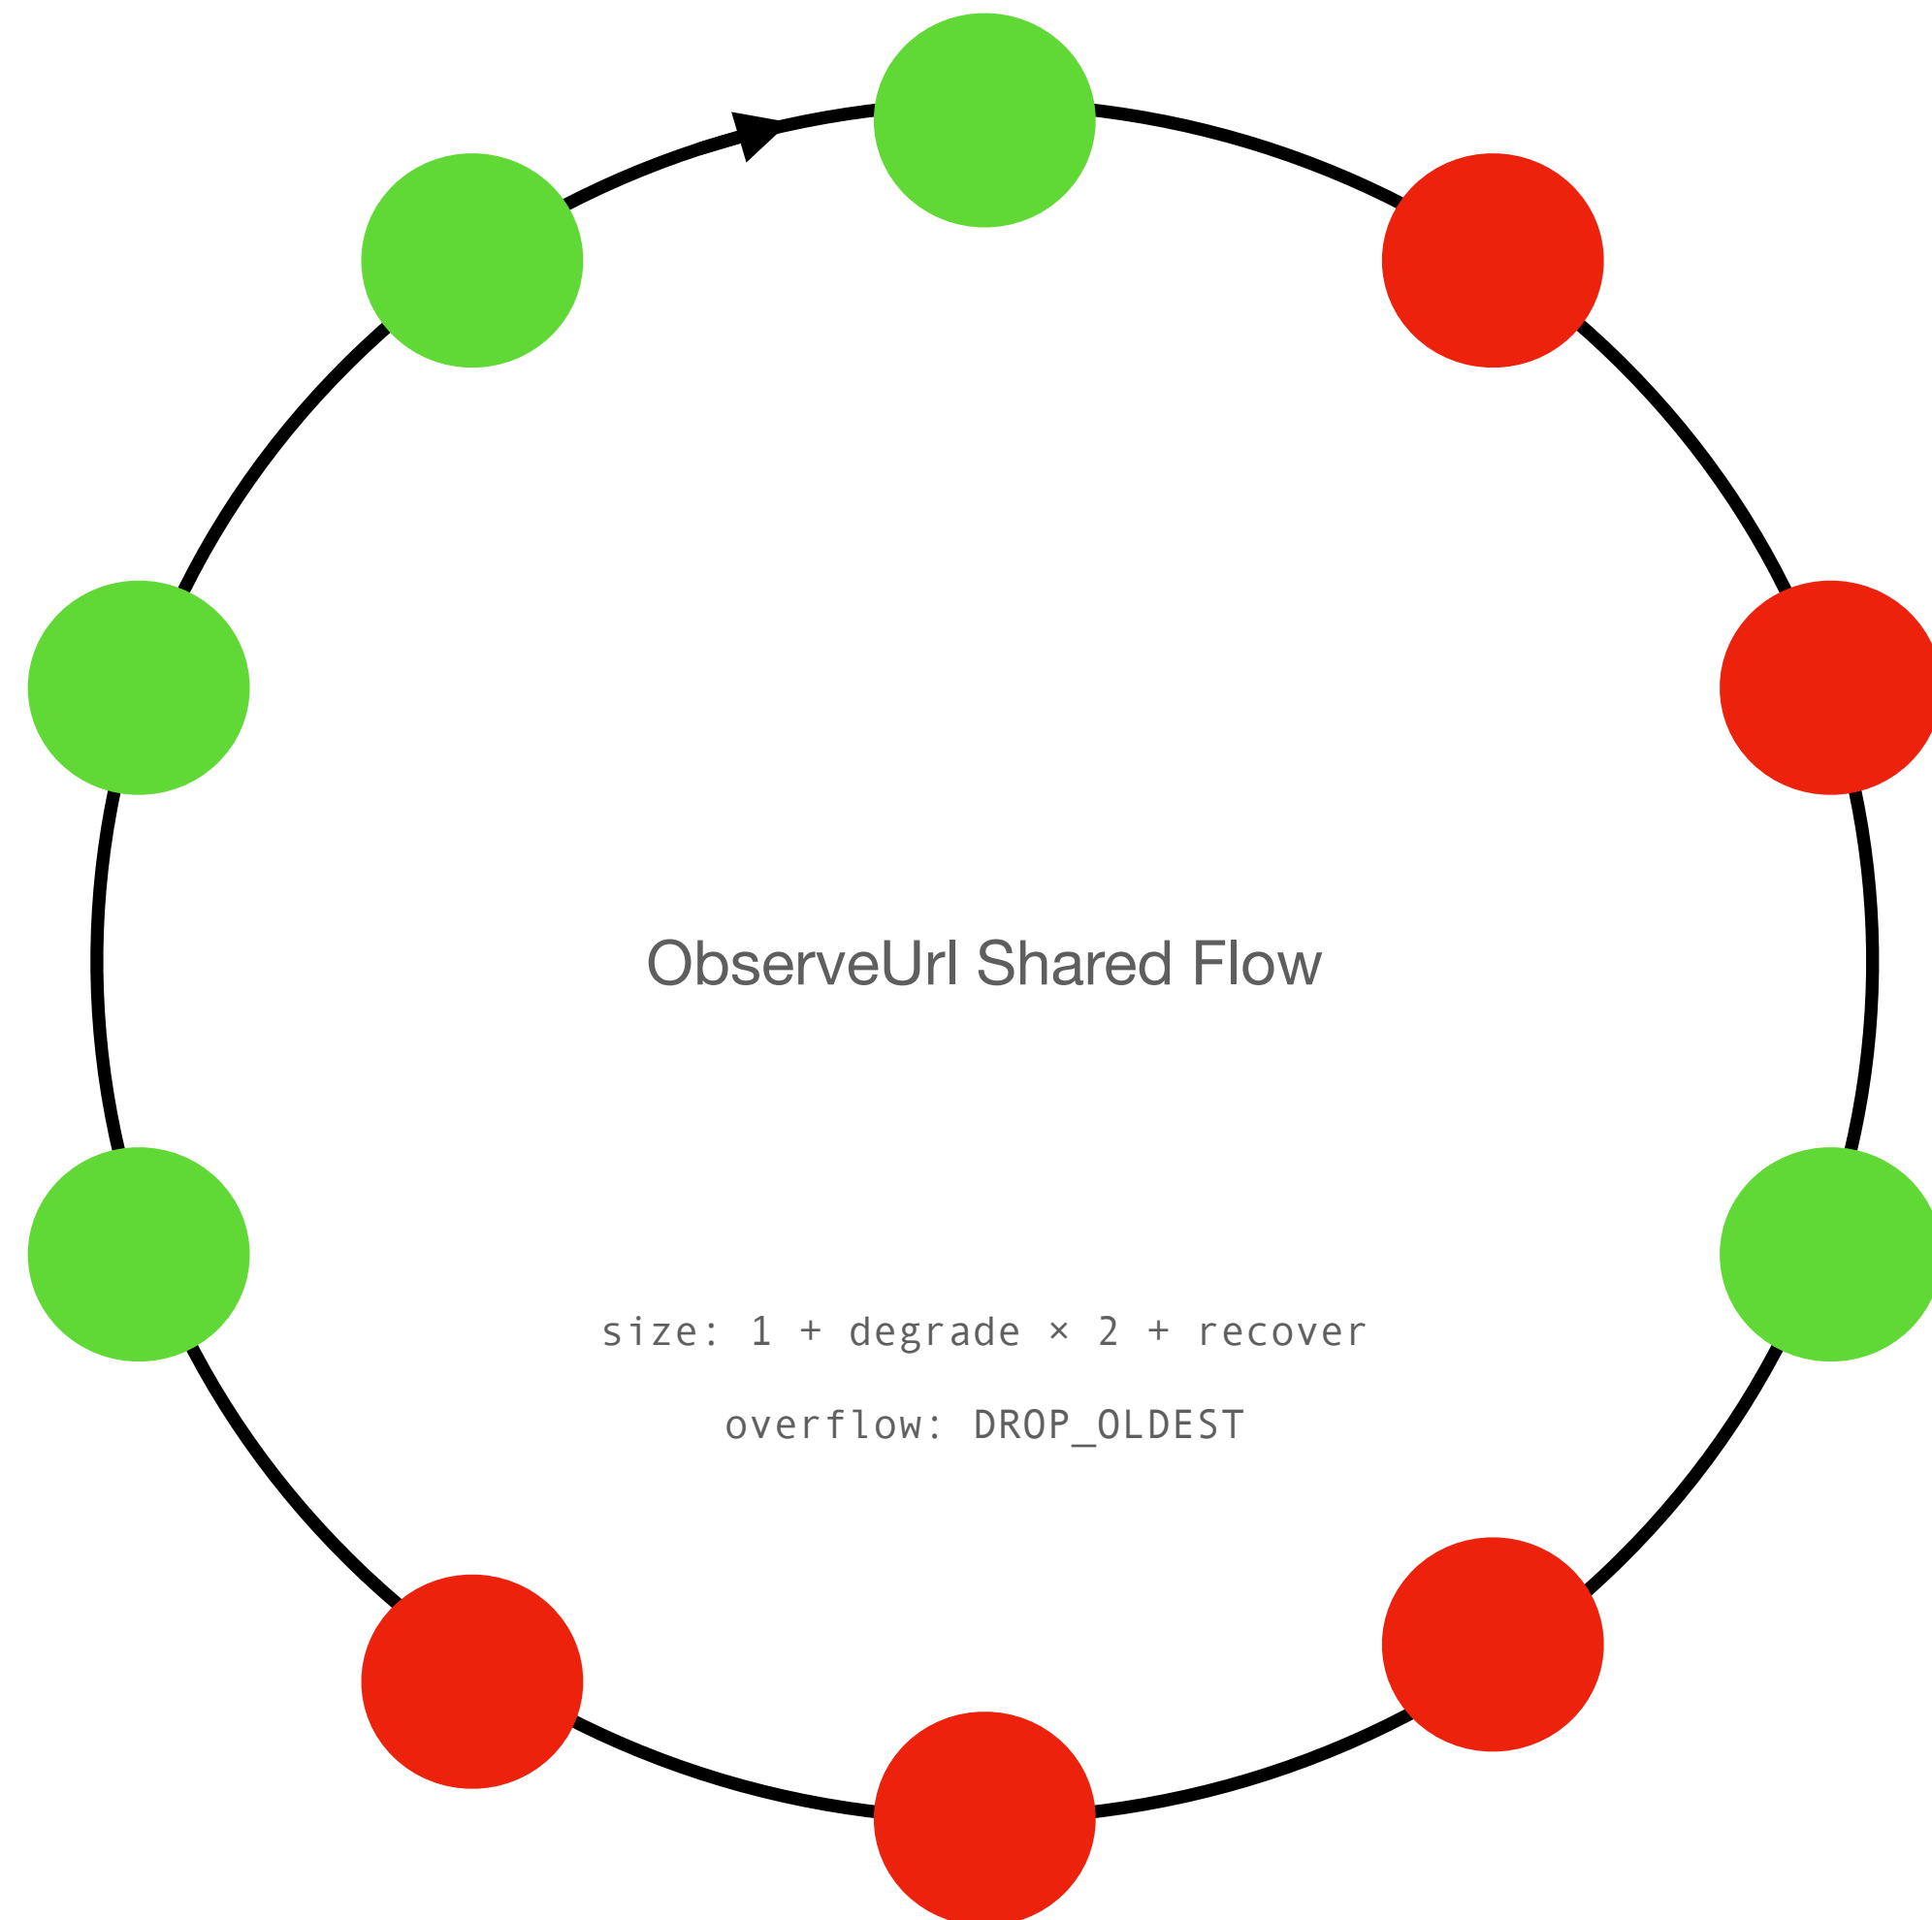 ObserveUrl Shared Flow
size: 1 + degrade × 2 + recover
overflow: DROP_OLDEST